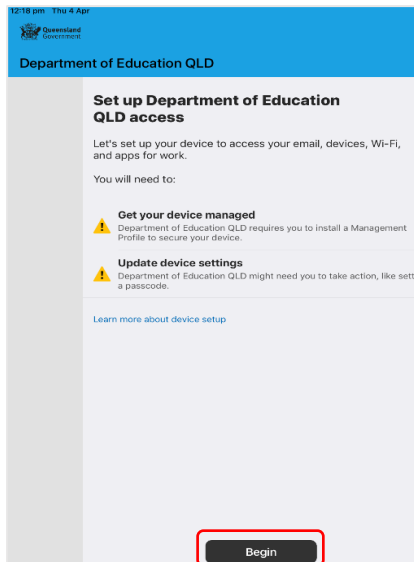 12:18 pm Thu 4 Apr
Queensland
Government
Department of Education QLD
Set up Department of Education
QLD access
Let's set up your device to access your email, devices, Wi-Fi,
and apps for work.
You will need to:
Get your device managed
Department of Education QLD requires you to install a Management
Profile to secure your device.
Update device settings
Department of Education QLD might need you to take action, like sett
a passcode.
Learn more about device setup
Begin